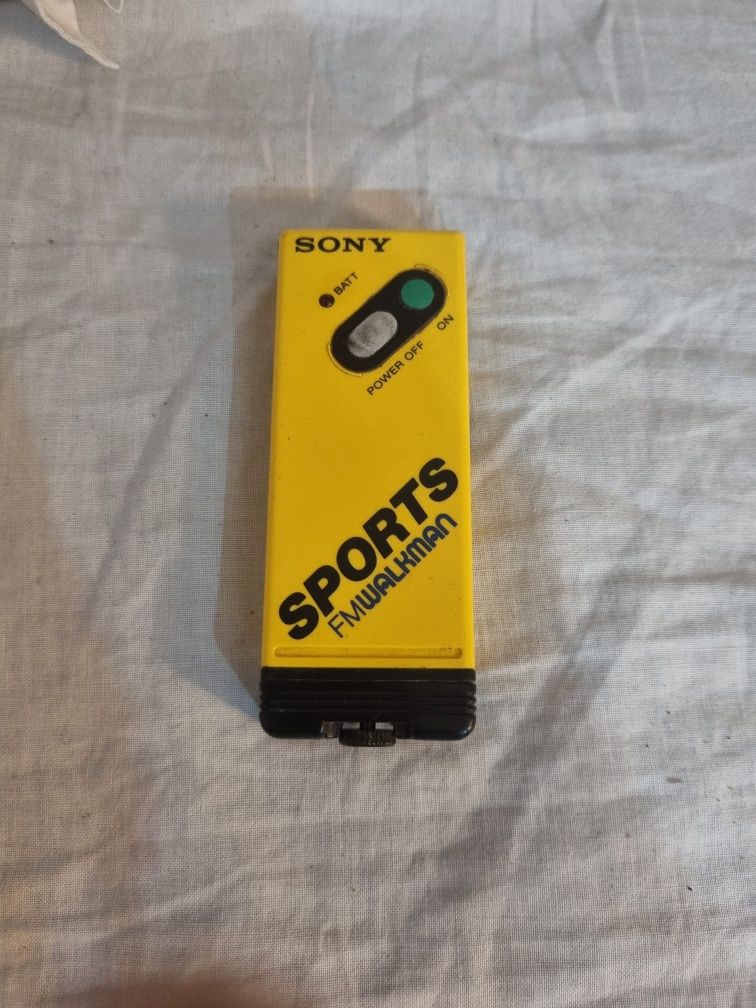 SONY
BATT
POWER OFF ON
SPORTS
FM WALKMAN